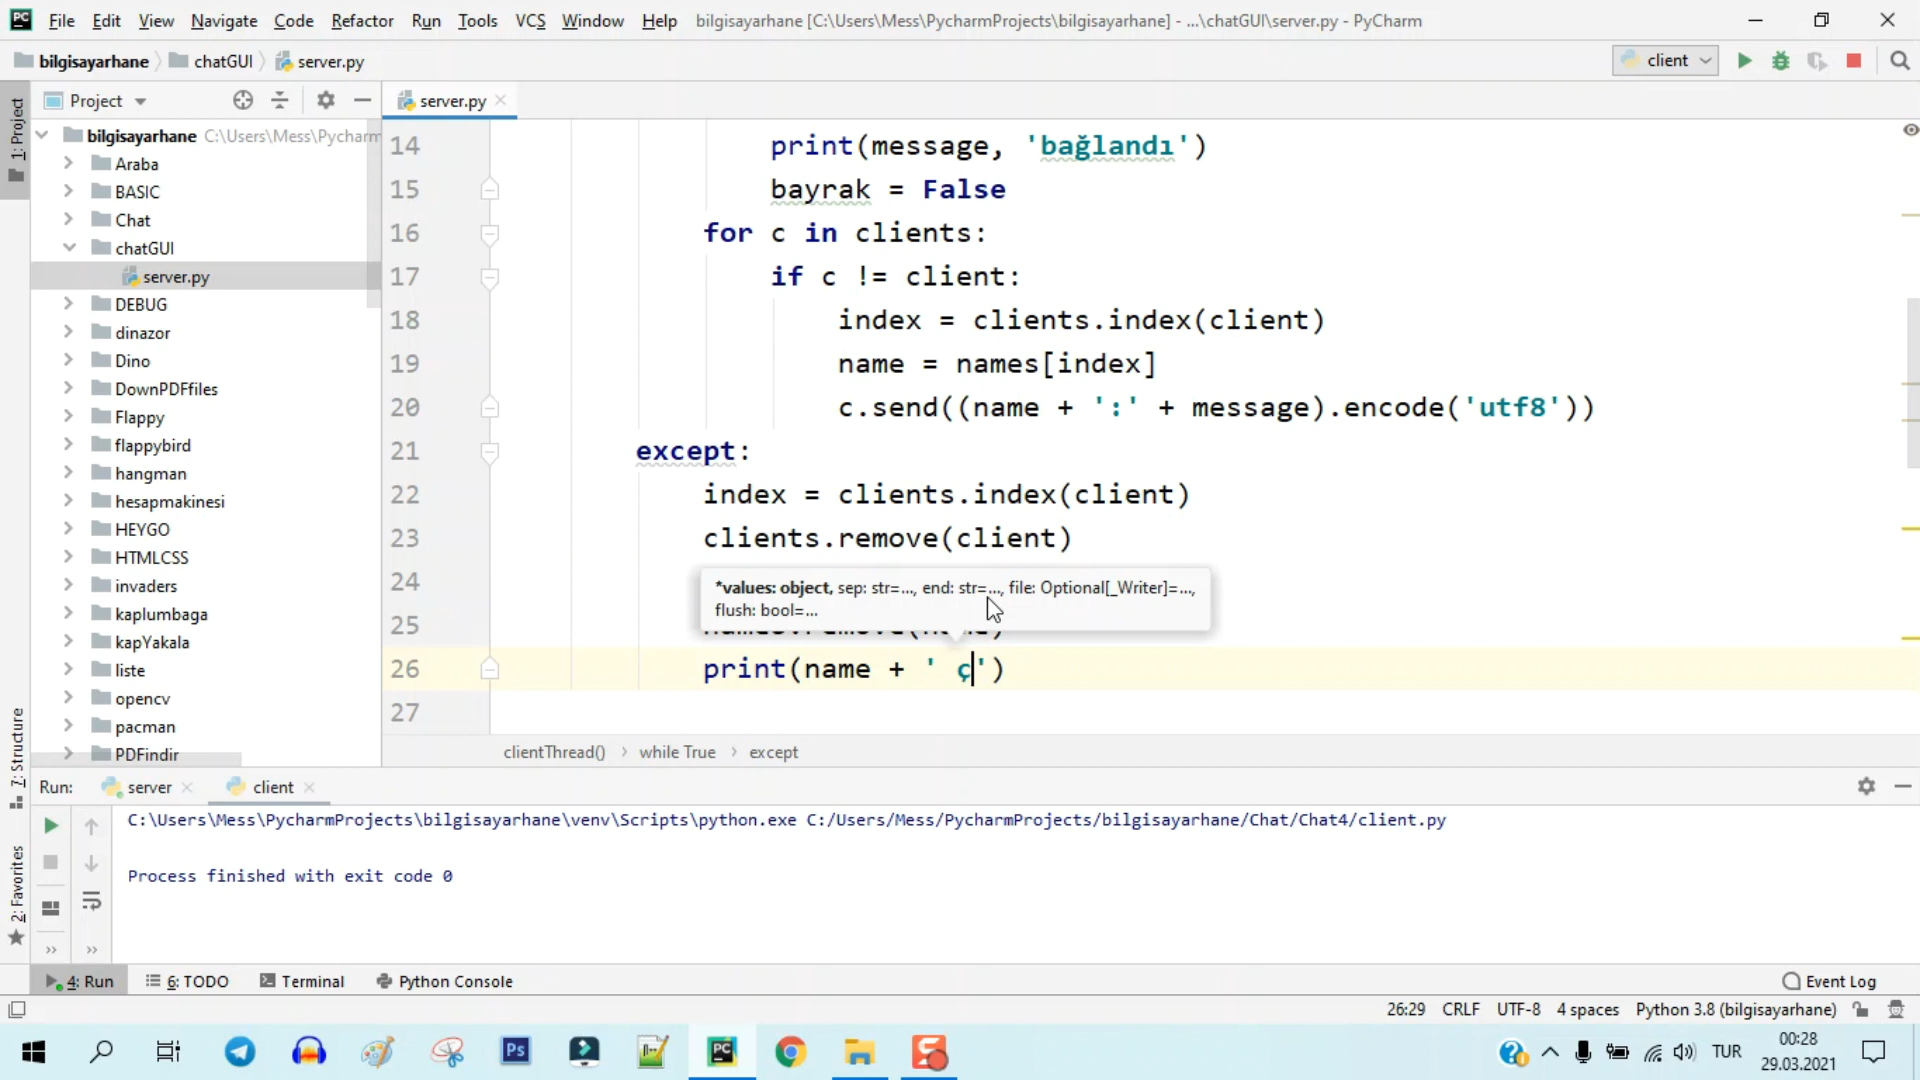 File Edit View Navigate Code Refactor Run Tools VCS Window Help bilgisayarhane [C:\Users\Mess\PycharmProjects\bilgisayarhane] - ...\chatGUI\server.py - PyCharm
bilgisayarhane chatGUI server.py client
1: Project
Project
server.py
bilgisayarhane C:\Users\Mess\Pycharm
Araba
BASIC
Chat
chatGUI
server.py
DEBUG
dinazor
Dino
DownPDFfiles
Flappy
flappybird
hangman
hesapmakinesi
HEYGO
HTMLCSS
invaders
kaplumbaga
kapYakala
liste
opencv
pacman
PDFindir
14 print(message, 'bağlandı')
15 bayrak = False
16 for c in clients:
17 if c != client:
18 index = clients.index(client)
19 name = names[index]
20 c.send((name + ':' + message).encode('utf8'))
21 except:
22 index = clients.index(client)
23 clients.remove(client)
24
*values: object, sep: str=..., end: str=..., file: Optional[_Writer]=...,
flush: bool=...
25 names.remove(name)
26 print(name + ' ç')
27
clientThread() while True except
7: Structure
2: Favorites
Run: server client
C:\Users\Mess\PycharmProjects\bilgisayarhane\venv\Scripts\python.exe C:/Users/Mess/PycharmProjects/bilgisayarhane/Chat/Chat4/client.py
Process finished with exit code 0
4: Run 6: TODO Terminal Python Console Event Log
26:29 CRLF UTF-8 4 spaces Python 3.8 (bilgisayarhane)
Ps PC TUR 00:28
29.03.2021